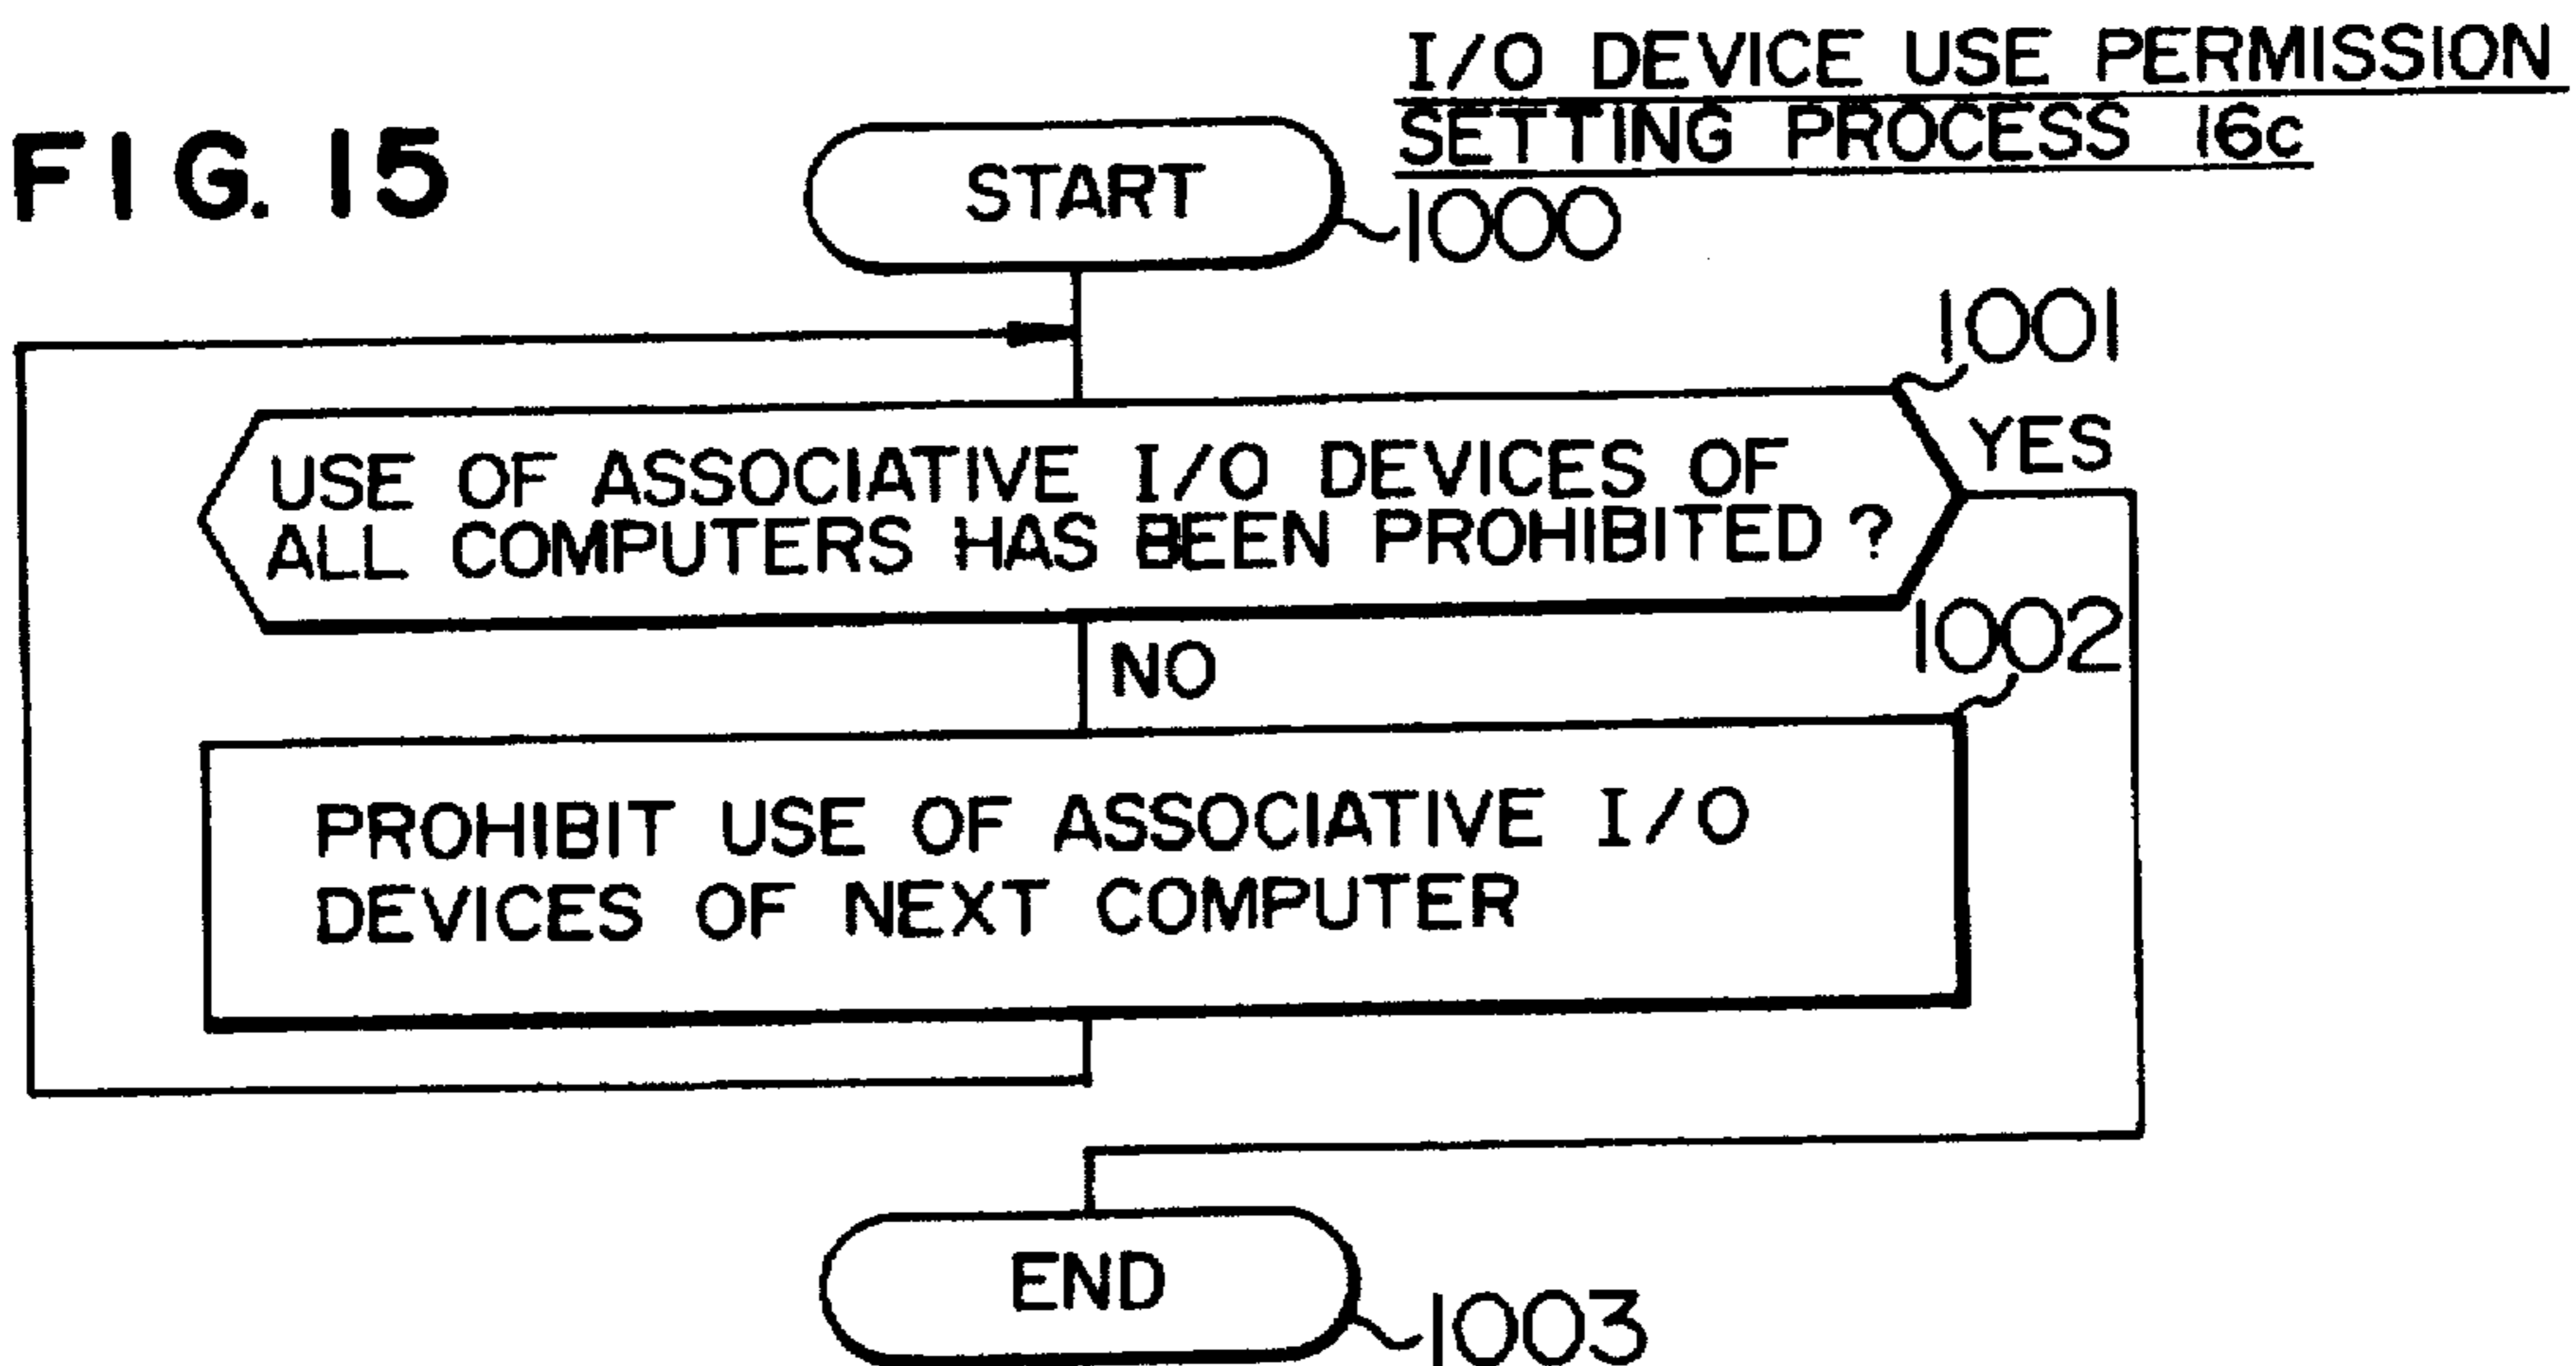 I/O DEVICE USE PERMISSION
SETTING PROCESS 16c
FIG. 15
START
1000
1001
USE OF ASSOCIATIVE I/O DEVICES OF
ALL COMPUTERS HAS BEEN PROHIBITED ?
YES
NO
1002
PROHIBIT USE OF ASSOCIATIVE I/O
DEVICES OF NEXT COMPUTER
END
1003